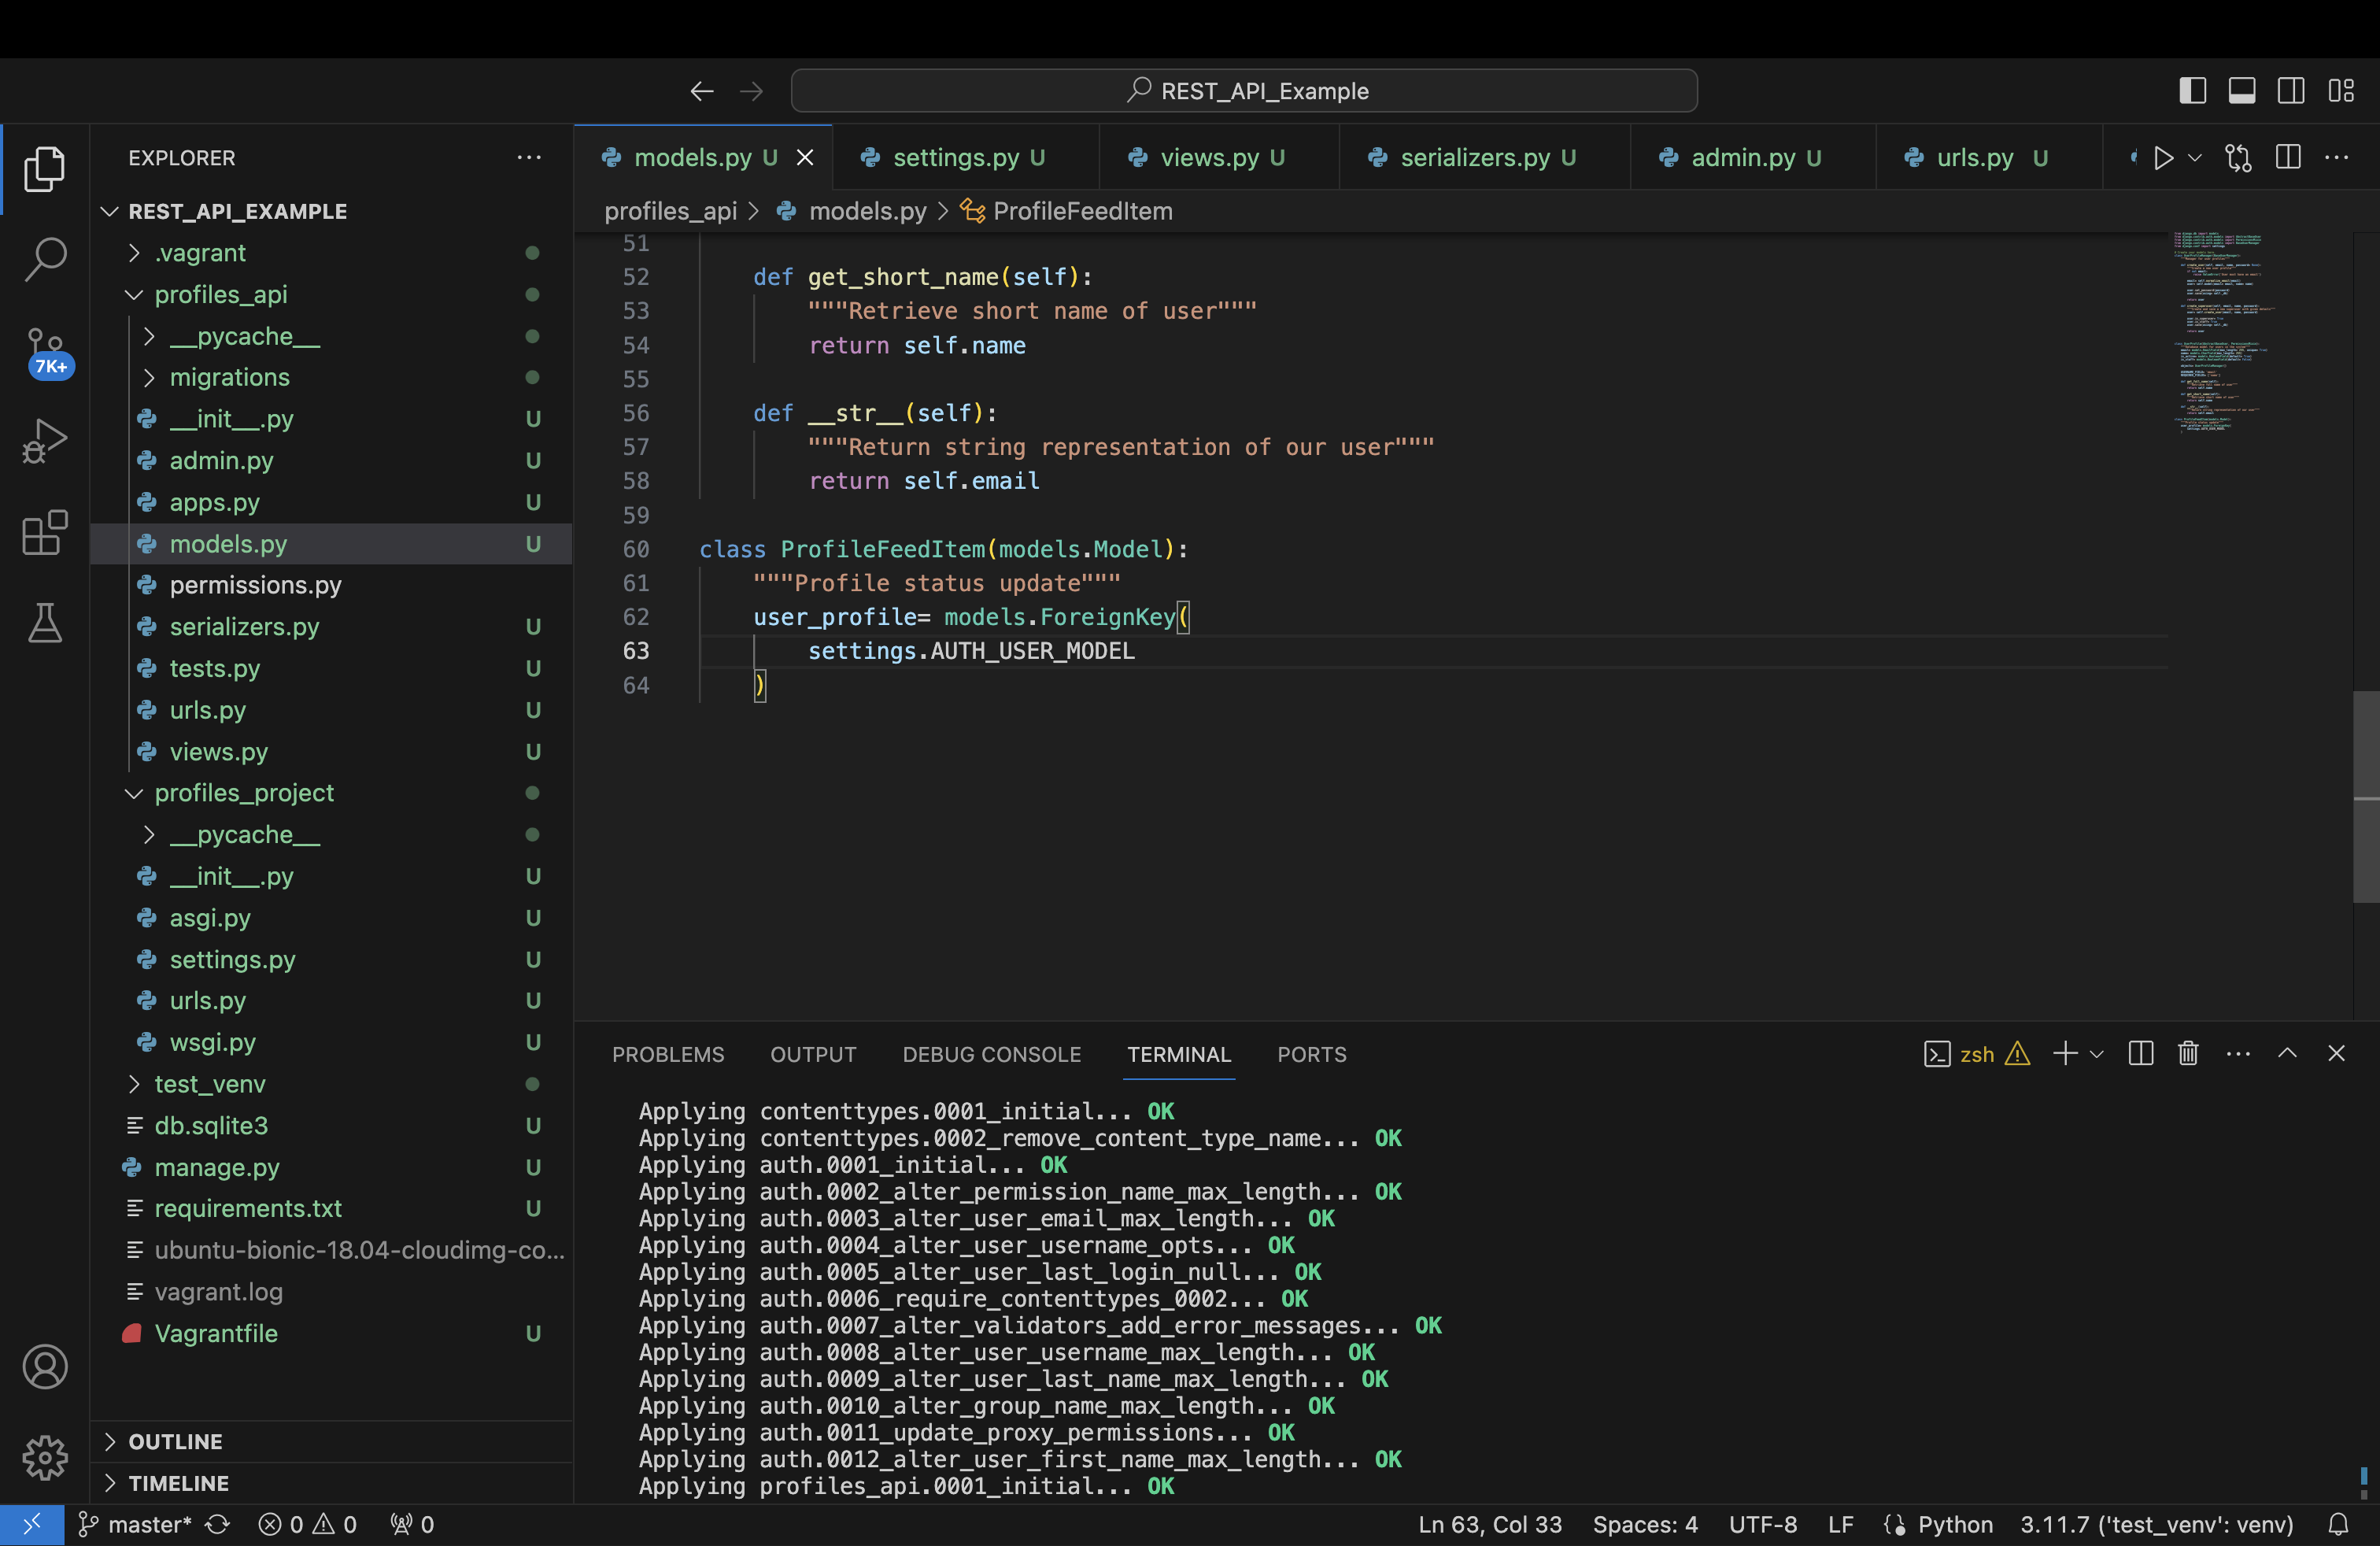 REST_API_Example
EXPLORER
REST_API_EXAMPLE
.vagrant
profiles_api
__pycache__
migrations
__init__.py U
admin.py U
apps.py U
models.py U
permissions.py
serializers.py U
tests.py U
urls.py U
views.py U
profiles_project
__pycache__
__init__.py U
asgi.py U
settings.py U
urls.py U
wsgi.py U
test_venv
db.sqlite3 U
manage.py U
requirements.txt U
ubuntu-bionic-18.04-cloudimg-co...
vagrant.log
Vagrantfile U
OUTLINE
TIMELINE
7K+
models.py U settings.py U views.py U serializers.py U admin.py U urls.py U
profiles_api > models.py > ProfileFeedItem
51
52 def get_short_name(self):
53 """Retrieve short name of user"""
54 return self.name
55
56 def __str__(self):
57 """Return string representation of our user"""
58 return self.email
59
60 class ProfileFeedItem(models.Model):
61 """Profile status update"""
62 user_profile= models.ForeignKey(
63 settings.AUTH_USER_MODEL
64 )
PROBLEMS OUTPUT DEBUG CONSOLE TERMINAL PORTS zsh
Applying contenttypes.0001_initial... OK
Applying contenttypes.0002_remove_content_type_name... OK
Applying auth.0001_initial... OK
Applying auth.0002_alter_permission_name_max_length... OK
Applying auth.0003_alter_user_email_max_length... OK
Applying auth.0004_alter_user_username_opts... OK
Applying auth.0005_alter_user_last_login_null... OK
Applying auth.0006_require_contenttypes_0002... OK
Applying auth.0007_alter_validators_add_error_messages... OK
Applying auth.0008_alter_user_username_max_length... OK
Applying auth.0009_alter_user_last_name_max_length... OK
Applying auth.0010_alter_group_name_max_length... OK
Applying auth.0011_update_proxy_permissions... OK
Applying auth.0012_alter_user_first_name_max_length... OK
Applying profiles_api.0001_initial... OK
master* 0 0 0 Ln 63, Col 33 Spaces: 4 UTF-8 LF Python 3.11.7 ('test_venv': venv)